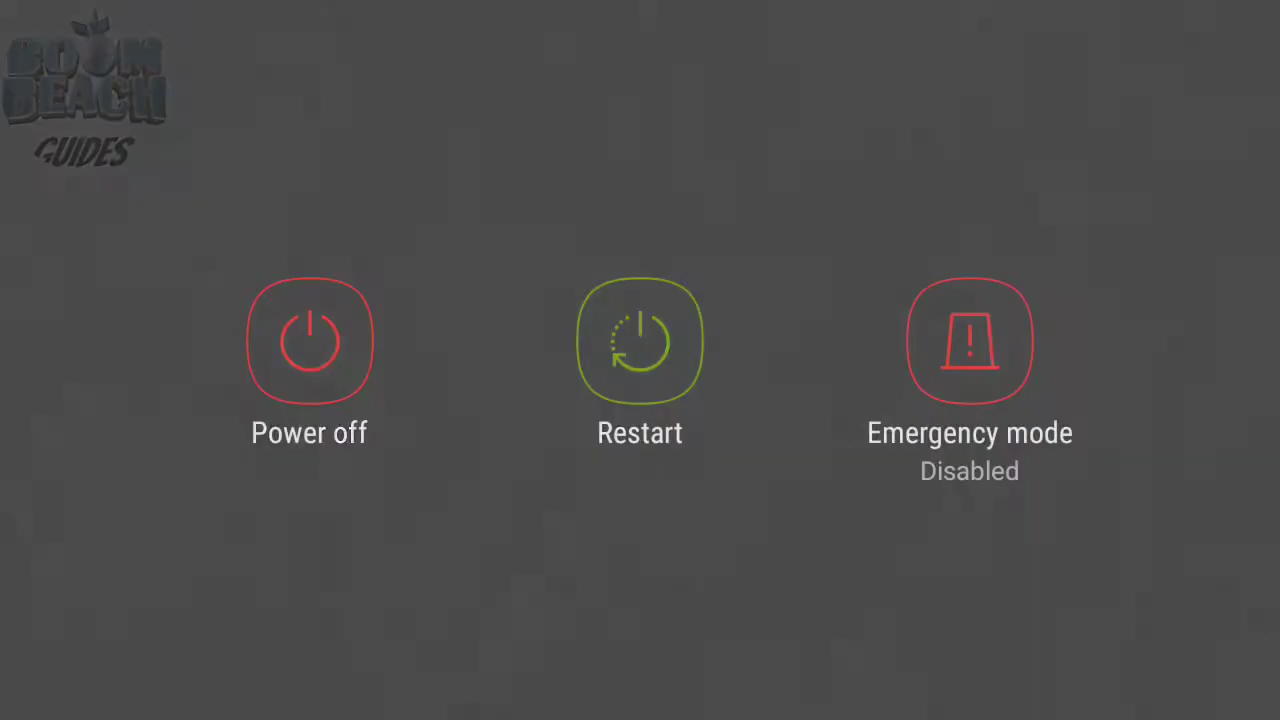 BOOM
BEACH
GUIDES
Power off
Restart
Emergency mode
Disabled